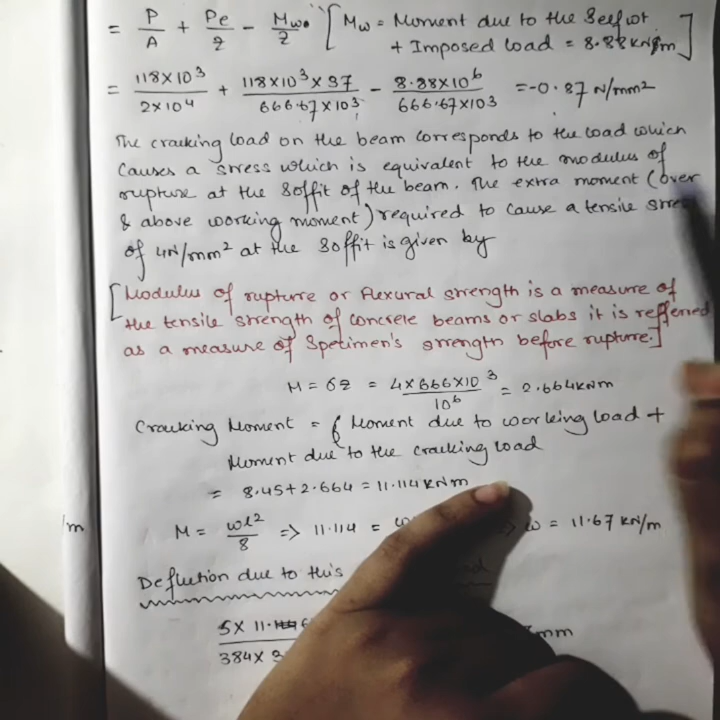 = P/A + Pe/z - Mw/z [Mw = Moment due to the Self wt
+ Imposed load = 8.38 kNm]
= 118×10³/2×10⁴ + 118×10³×37/666.67×10³ - 8.38×10⁶/666.67×10³ = -0.87 N/mm²
The cracking load on the beam corresponds to the load which
causes a stress which is equivalent to the modulus of
rupture at the soffit of the beam. The extra moment (over
& above working moment) required to cause a tensile
of 4N/mm² at the soffit is given by
[Modulus of rupture or flexural strength is a measure of
the tensile strength of concrete beams or slabs it is reffered
as a measure of Spetimen's strength before rupture.]
M = 6z = 4×666×10³/10⁶ = 2.664 kNm
Cracking Moment = { Moment due to working load +
Moment due to the cracking load
= 8.45+2.664 = 11.114 kNm
/m
M = wl²/8 => 11.114 = w = 11.67 kN/m
Deflection due to this
5× 11.
384×
mm